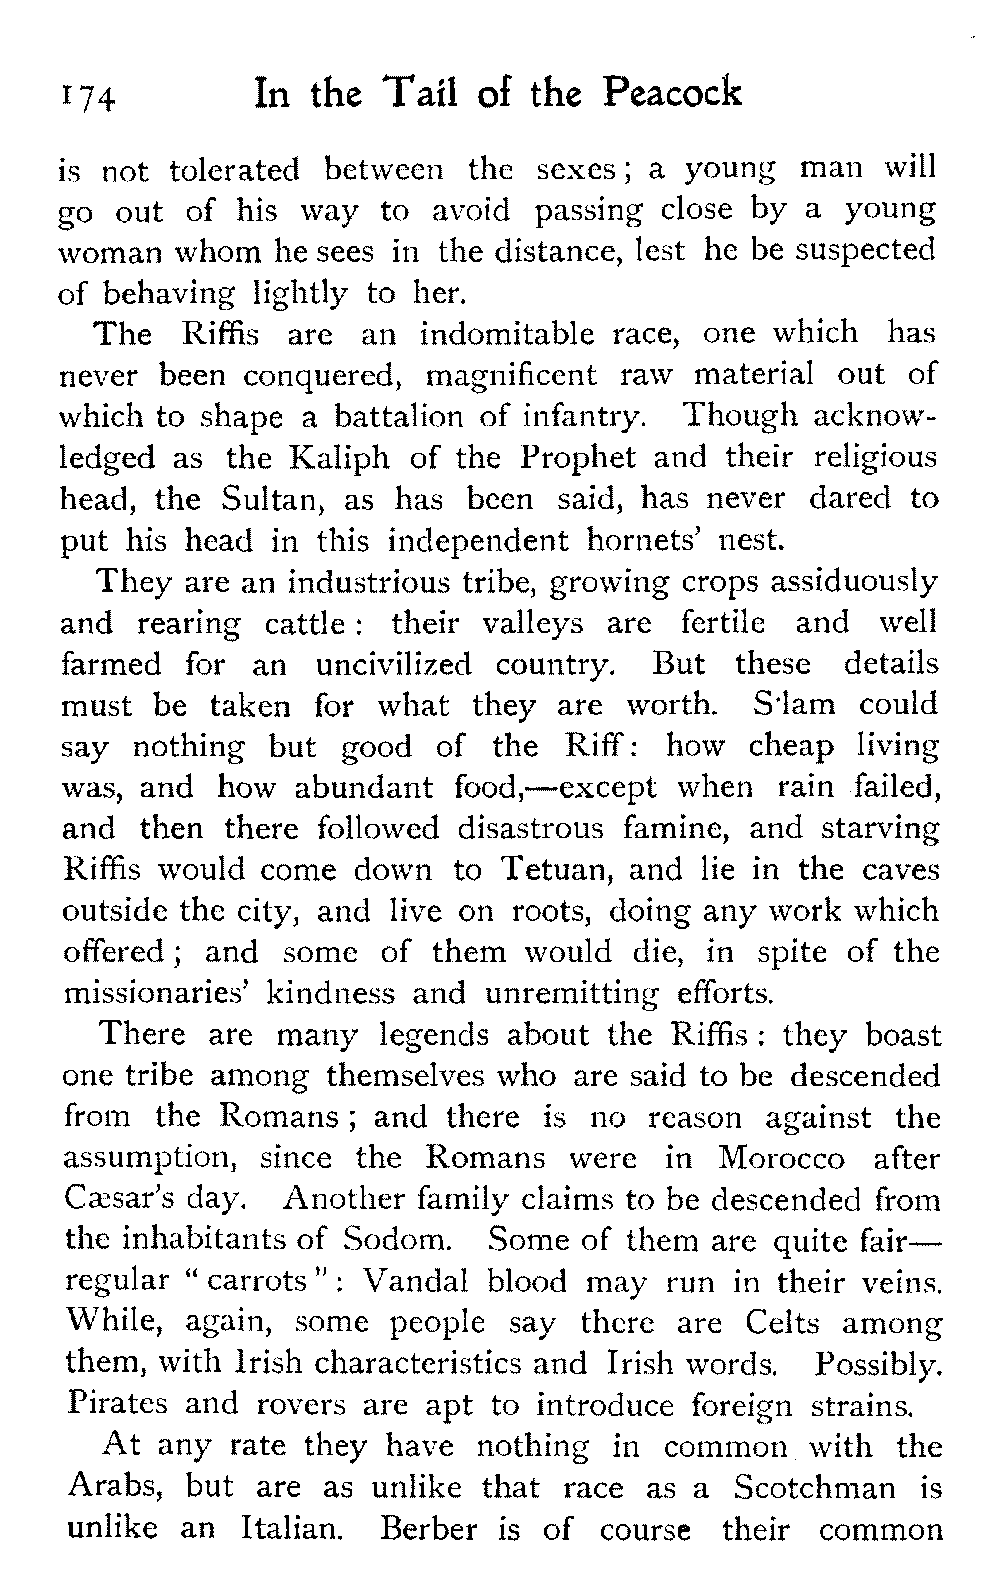 174 In the Tail of the Peacock
is not tolerated between the sexes; a young man will
go out of his way to avoid passing close by a young
woman whom he sees in the distance, lest he be suspected
of behaving lightly to her.
The Riffis are an indomitable race, one which has
never been conquered, magnificent raw material out of
which to shape a battalion of infantry. Though acknow-
ledged as the Kaliph of the Prophet and their religious
head, the Sultan, as has been said, has never dared to
put his head in this independent hornets' nest.
They are an industrious tribe, growing crops assiduously
and rearing cattle: their valleys are fertile and well
farmed for an uncivilized country. But these details
must be taken for what they are worth. S'lam could
say nothing but good of the Riff: how cheap living
was, and how abundant food,—except when rain failed,
and then there followed disastrous famine, and starving
Riffis would come down to Tetuan, and lie in the caves
outside the city, and live on roots, doing any work which
offered; and some of them would die, in spite of the
missionaries' kindness and unremitting efforts.
There are many legends about the Riffis: they boast
one tribe among themselves who are said to be descended
from the Romans; and there is no reason against the
assumption, since the Romans were in Morocco after
Cæsar's day. Another family claims to be descended from
the inhabitants of Sodom. Some of them are quite fair—
regular "carrots": Vandal blood may run in their veins.
While, again, some people say there are Celts among
them, with Irish characteristics and Irish words. Possibly.
Pirates and rovers are apt to introduce foreign strains.
At any rate they have nothing in common with the
Arabs, but are as unlike that race as a Scotchman is
unlike an Italian. Berber is of course their common